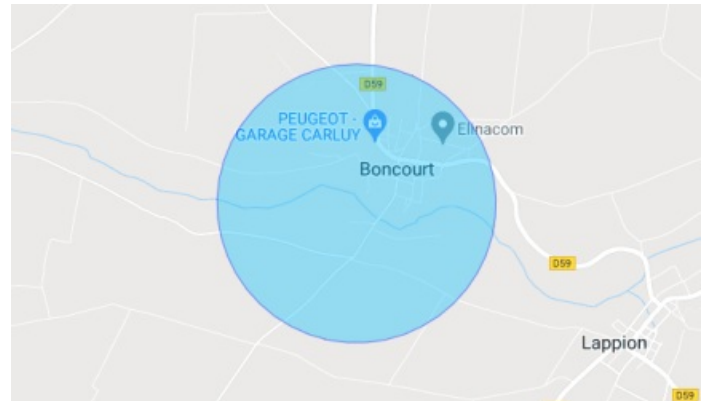 D59
PEUGEOT -
GARAGE CARLUY
Elinacom
Boncourt
D59
Lappion
D59